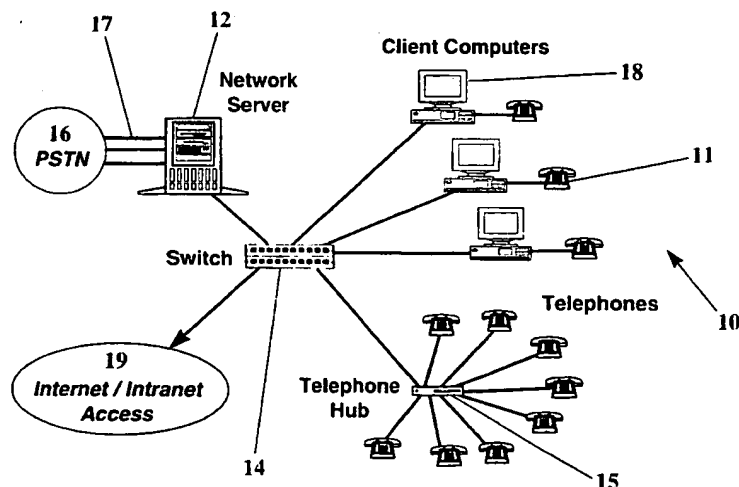 17
12
Client Computers
18
Network
Server
16
PSTN
11
Switch
Telephones
10
19
Internet / Intranet
Access
Telephone
Hub
14
15